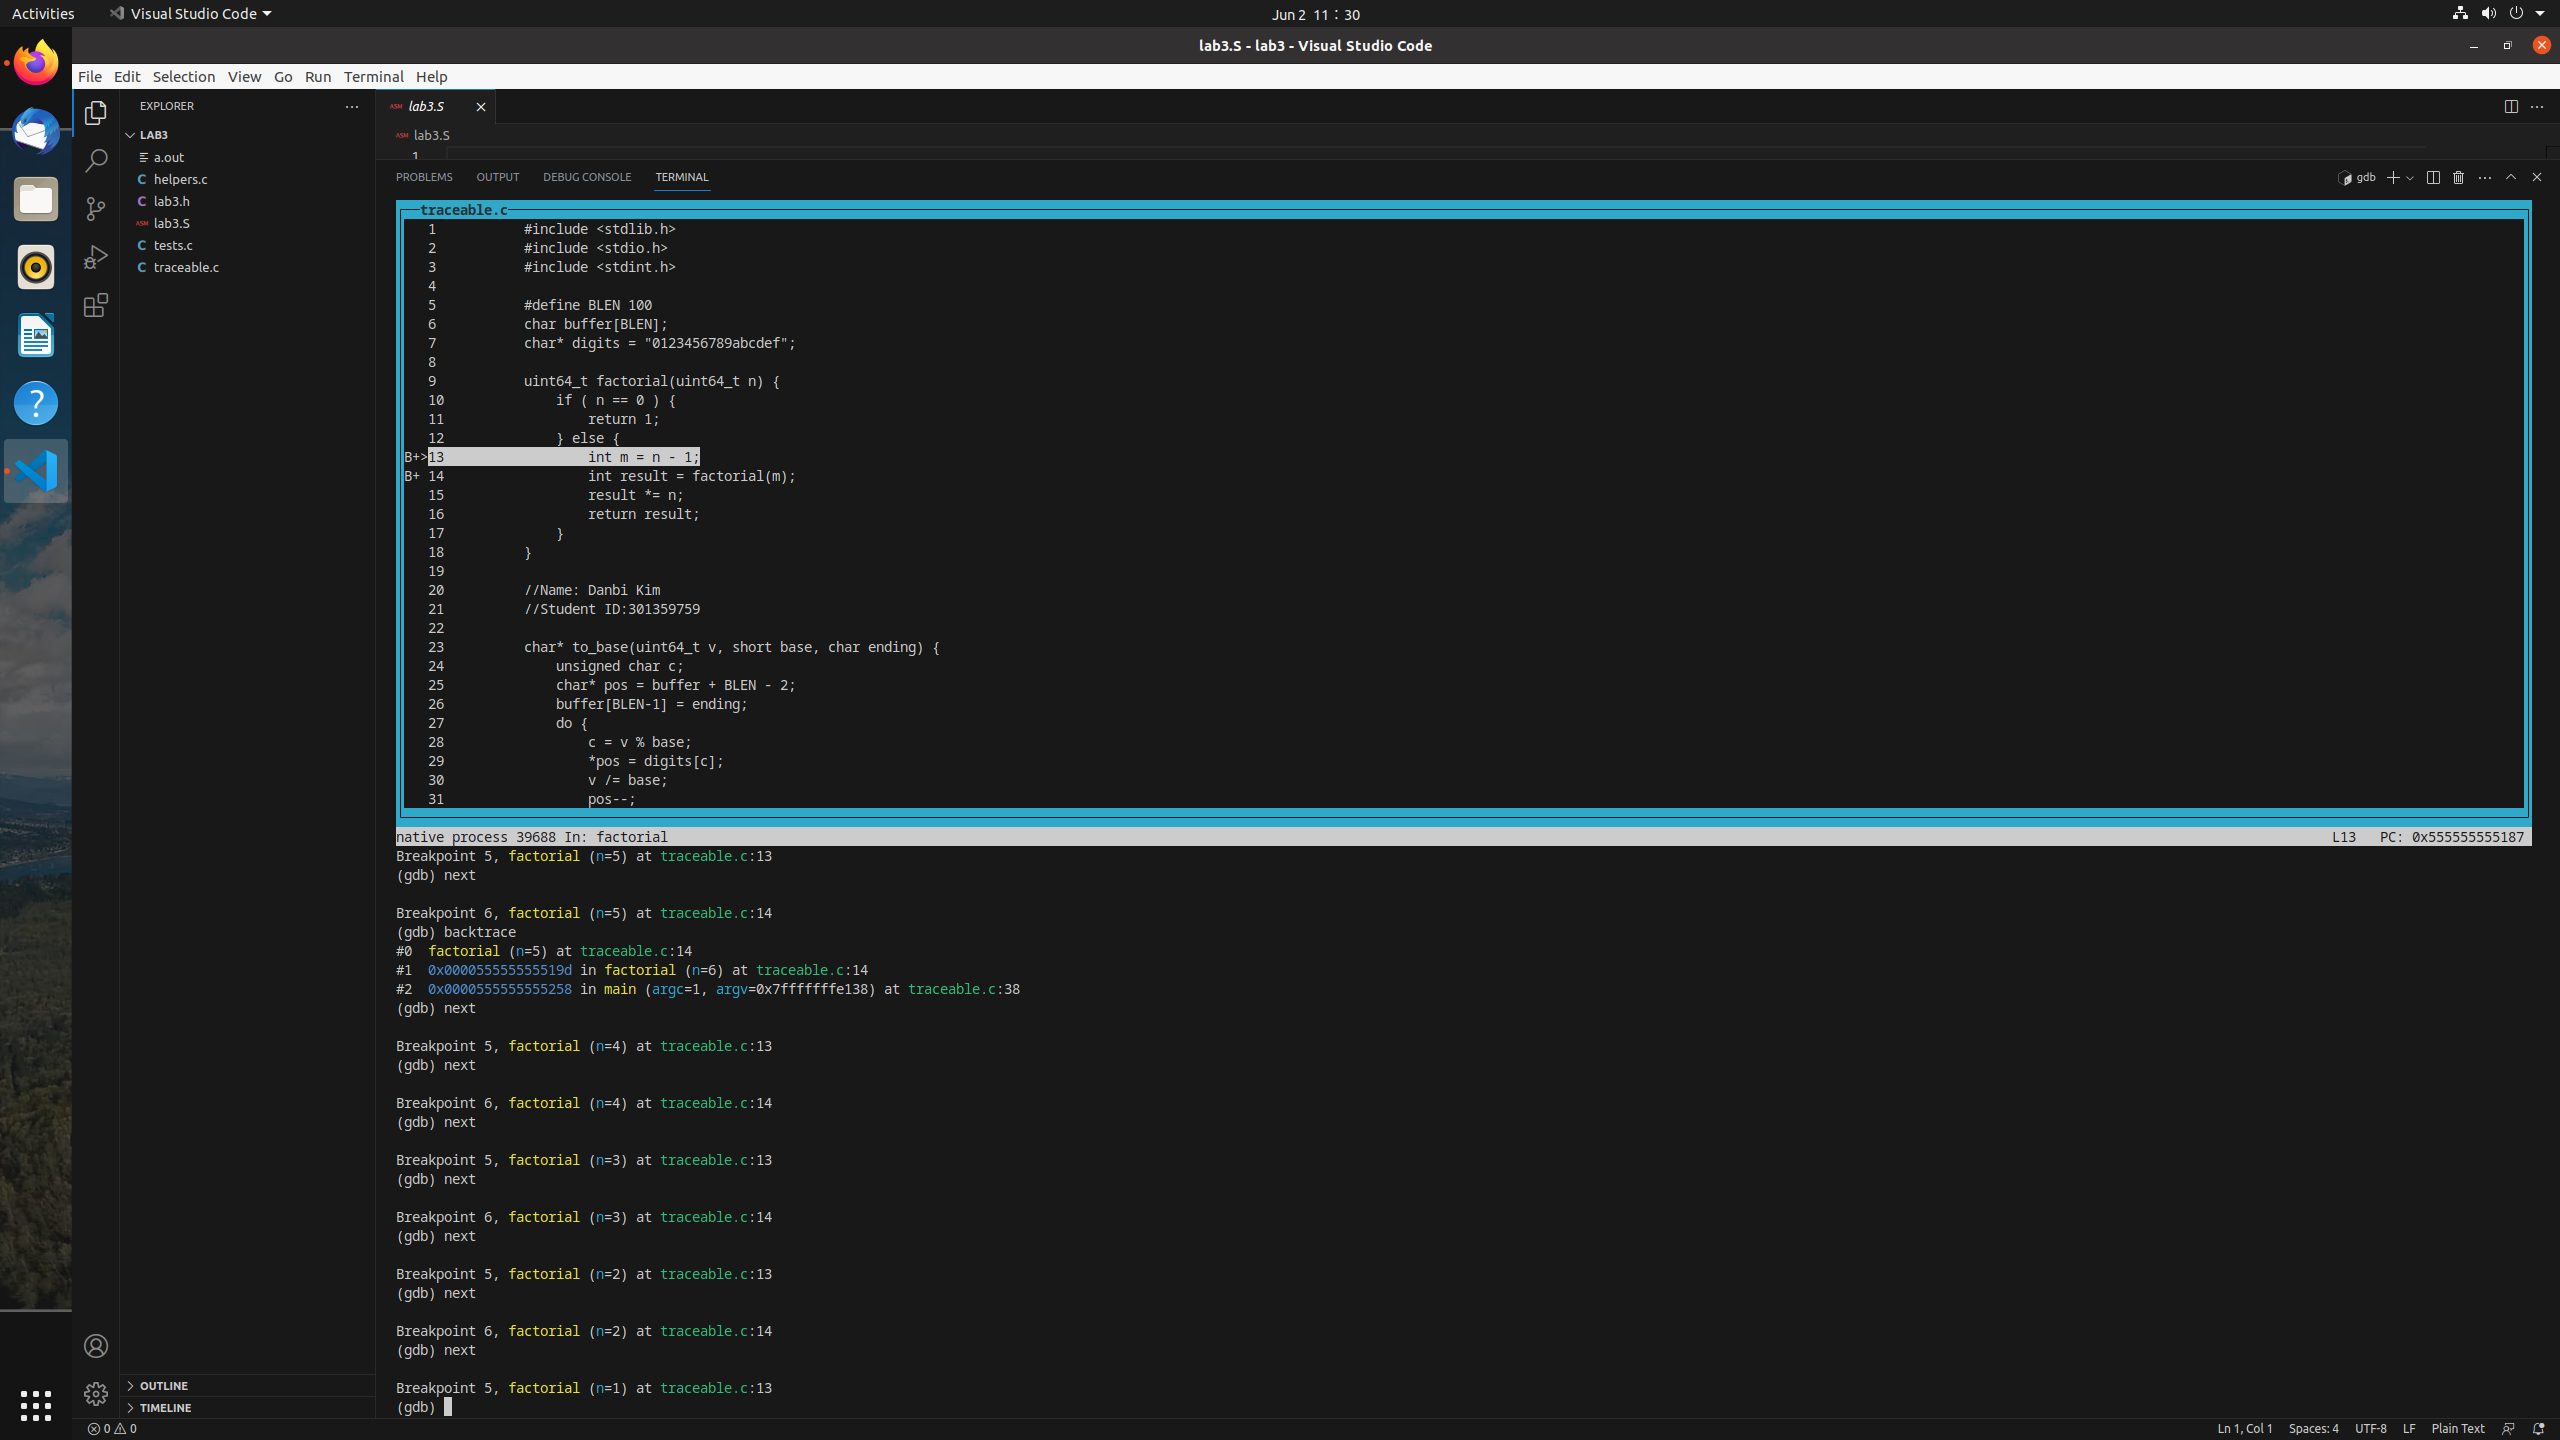 Activities
Visual Studio Code
Jun 2 11:30
lab3.S - lab3 - Visual Studio Code
File Edit Selection View Go Run Terminal Help
EXPLORER
LAB3
a.out
C helpers.c
C lab3.h
ASM lab3.S
C tests.c
C traceable.c
OUTLINE
TIMELINE
ASM lab3.S
ASM lab3.S
1
PROBLEMS OUTPUT DEBUG CONSOLE TERMINAL
gdb
traceable.c
1 #include <stdlib.h>
2 #include <stdio.h>
3 #include <stdint.h>
4
5 #define BLEN 100
6 char buffer[BLEN];
7 char* digits = "0123456789abcdef";
8
9 uint64_t factorial(uint64_t n) {
10 if ( n == 0 ) {
11 return 1;
12 } else {
B+>13 int m = n - 1;
B+ 14 int result = factorial(m);
15 result *= n;
16 return result;
17 }
18 }
19
20 //Name: Danbi Kim
21 //Student ID:301359759
22
23 char* to_base(uint64_t v, short base, char ending) {
24 unsigned char c;
25 char* pos = buffer + BLEN - 2;
26 buffer[BLEN-1] = ending;
27 do {
28 c = v % base;
29 *pos = digits[c];
30 v /= base;
31 pos--;
native process 39688 In: factorial L13 PC: 0x555555555187
Breakpoint 5, factorial (n=5) at traceable.c:13
(gdb) next
Breakpoint 6, factorial (n=5) at traceable.c:14
(gdb) backtrace
#0 factorial (n=5) at traceable.c:14
#1 0x000055555555519d in factorial (n=6) at traceable.c:14
#2 0x0000555555555258 in main (argc=1, argv=0x7fffffffe138) at traceable.c:38
(gdb) next
Breakpoint 5, factorial (n=4) at traceable.c:13
(gdb) next
Breakpoint 6, factorial (n=4) at traceable.c:14
(gdb) next
Breakpoint 5, factorial (n=3) at traceable.c:13
(gdb) next
Breakpoint 6, factorial (n=3) at traceable.c:14
(gdb) next
Breakpoint 5, factorial (n=2) at traceable.c:13
(gdb) next
Breakpoint 6, factorial (n=2) at traceable.c:14
(gdb) next
Breakpoint 5, factorial (n=1) at traceable.c:13
(gdb)
0 0
Ln 1, Col 1 Spaces: 4 UTF-8 LF Plain Text